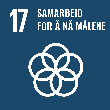 17 SAMARBEID
FOR Å NÅ MÅLENE